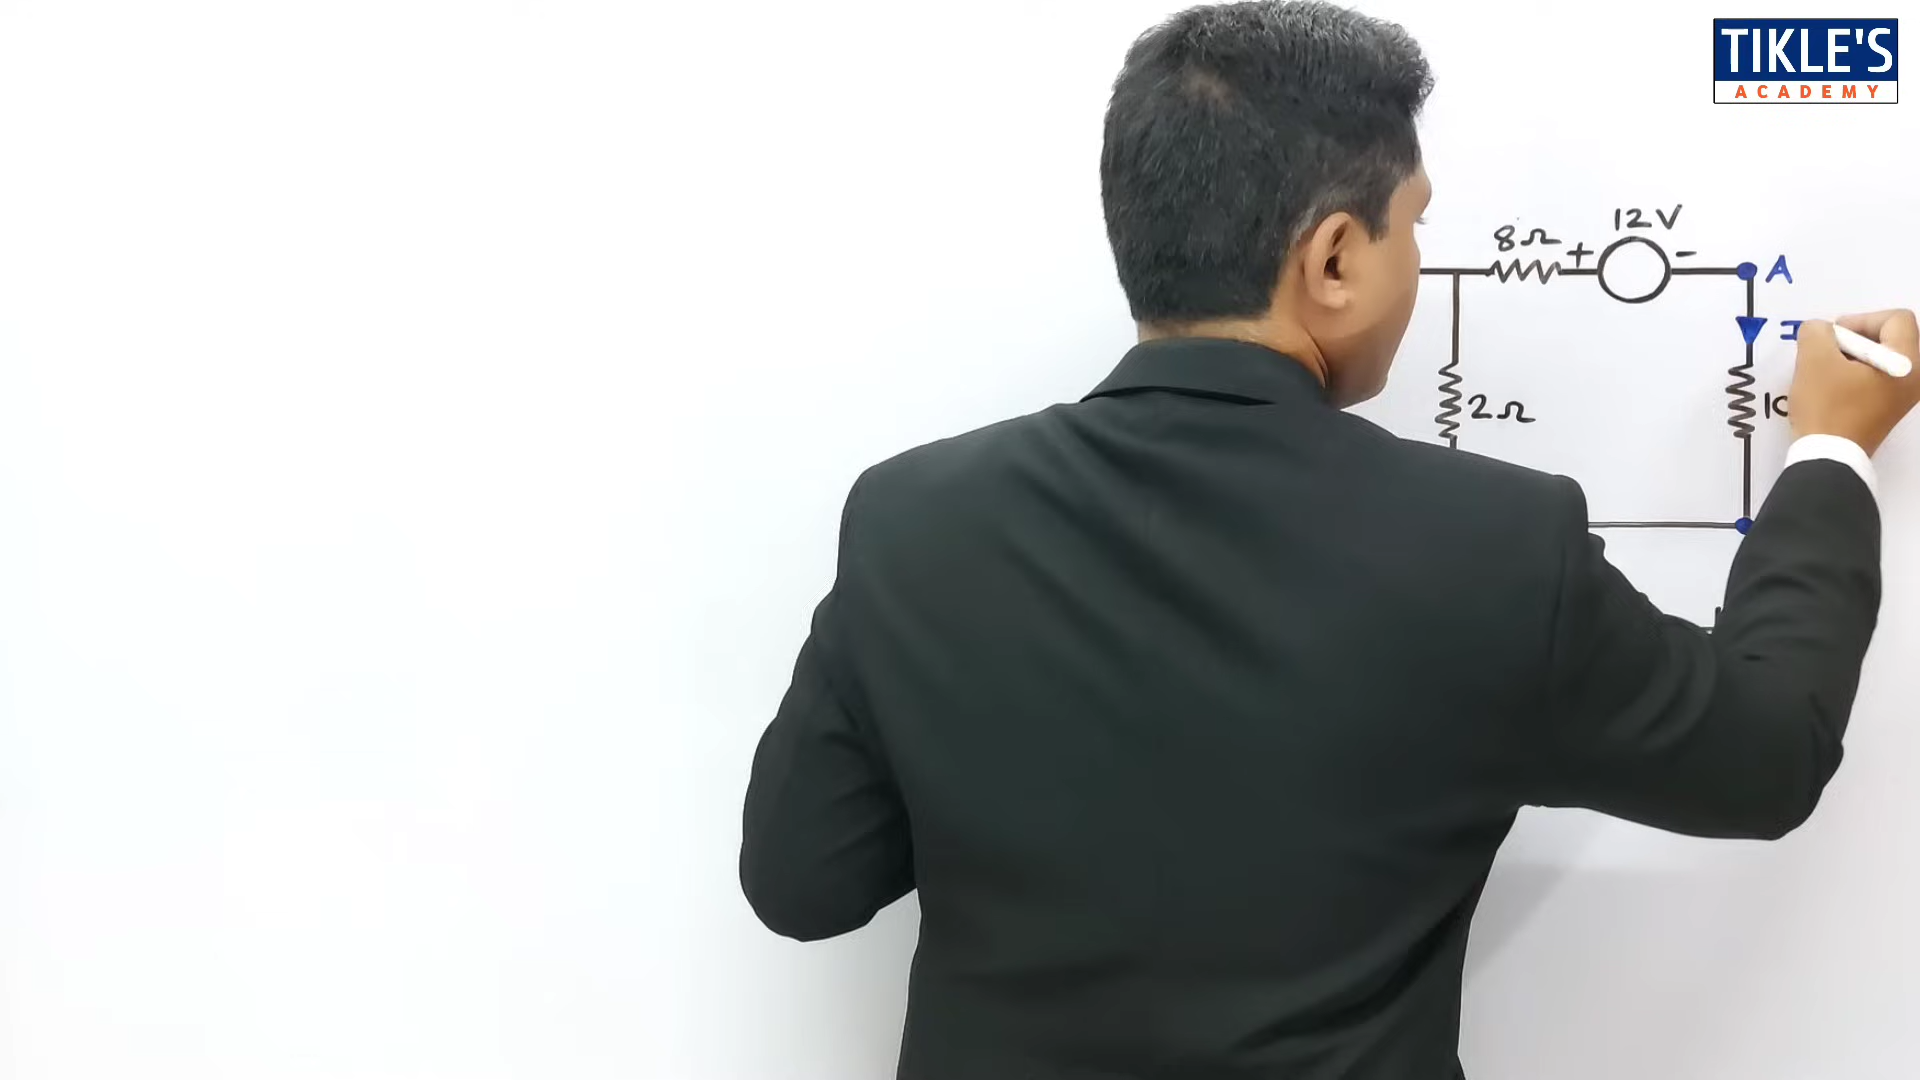 TIKLE'S
ACADEMY
12V
8Ω + -
A
I
2Ω